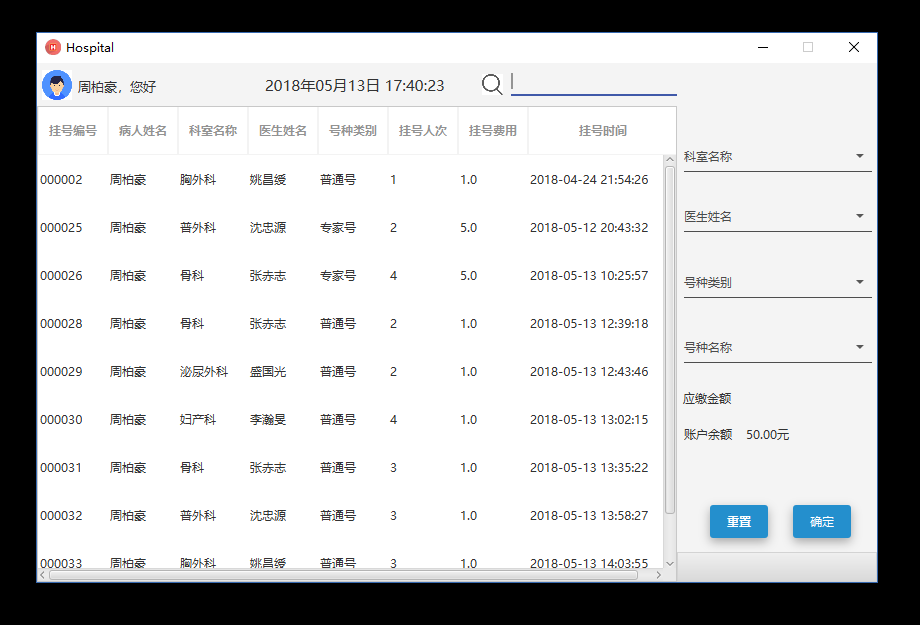 H Hospital
周柏豪，您好 2018年05月13日 17:40:23
挂号编号 病人姓名 科室名称 医生姓名 号种类别 挂号人次 挂号费用 挂号时间
000002 周柏豪 胸外科 姚昌绶 普通号 1 1.0 2018-04-24 21:54:26
000025 周柏豪 普外科 沈忠源 专家号 2 5.0 2018-05-12 20:43:32
000026 周柏豪 骨科 张赤志 专家号 4 5.0 2018-05-13 10:25:57
000028 周柏豪 骨科 张赤志 普通号 2 1.0 2018-05-13 12:39:18
000029 周柏豪 泌尿外科 盛国光 普通号 2 1.0 2018-05-13 12:43:46
000030 周柏豪 妇产科 李瀚旻 普通号 4 1.0 2018-05-13 13:02:15
000031 周柏豪 骨科 张赤志 普通号 3 1.0 2018-05-13 13:35:22
000032 周柏豪 普外科 沈忠源 普通号 3 1.0 2018-05-13 13:58:27
000033 周柏豪 胸外科 姚昌绶 普通号 3 1.0 2018-05-13 14:03:55
科室名称
医生姓名
号种类别
号种名称
应缴金额
账户余额 50.00元
重置 确定